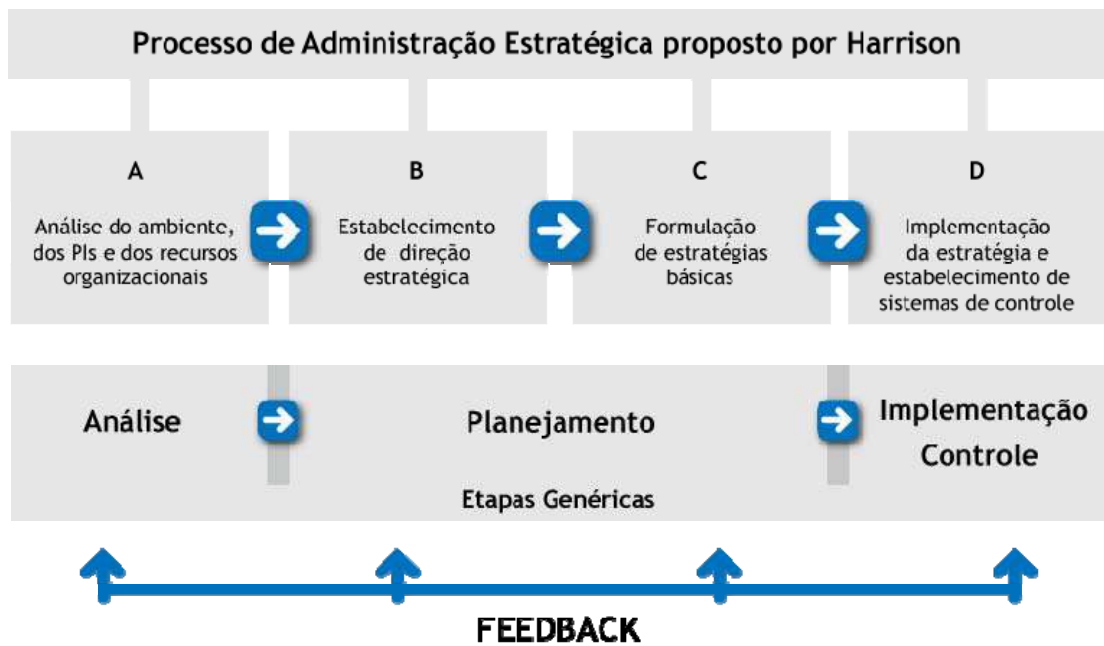 Processo de Administração Estratégica proposto por Harrison
A
Análise do ambiente,
dos PIs e dos recursos
organizacionais
B
Estabelecimento
de direção
estratégica
C
Formulação
de estratégias
básicas
D
Implementação
da estratégia e
estabelecimento de
sistemas de controle
Análise
Planejamento
Implementação
Controle
Etapas Genéricas
FEEDBACK